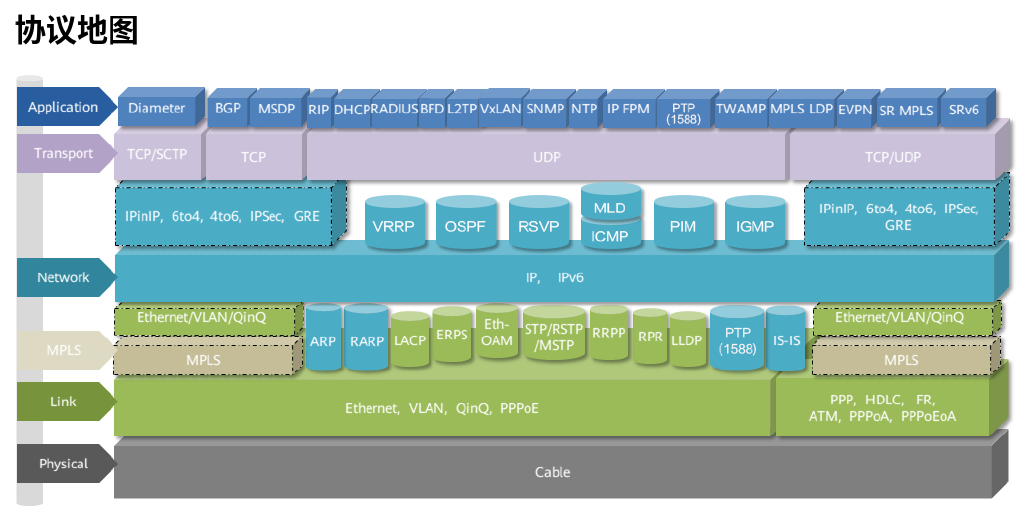 协议地图
Application
Diameter
BGP
MSDP
RIP
DHCP
RADIUS
BFD
L2TP
VxLAN
SNMP
NTP
IP FPM
PTP
(1588)
TWAMP
MPLS LDP
EVPN
SR MPLS
SRv6
Transport
TCP/SCTP
TCP
UDP
TCP/UDP
IPinIP, 6to4, 4to6, IPSec, GRE
VRRP
OSPF
RSVP
MLD
ICMP
PIM
IGMP
IPinIP, 6to4, 4to6, IPSec,
GRE
Network
IP, IPv6
Ethernet/VLAN/QinQ
ARP
RARP
LACP
ERPS
Eth-
OAM
STP/RSTP
/MSTP
RRPP
RPR
LLDP
PTP
(1588)
IS-IS
Ethernet/VLAN/QinQ
MPLS
MPLS
MPLS
Link
Ethernet, VLAN, QinQ, PPPoE
PPP, HDLC, FR,
ATM, PPPoA, PPPoEoA
Physical
Cable